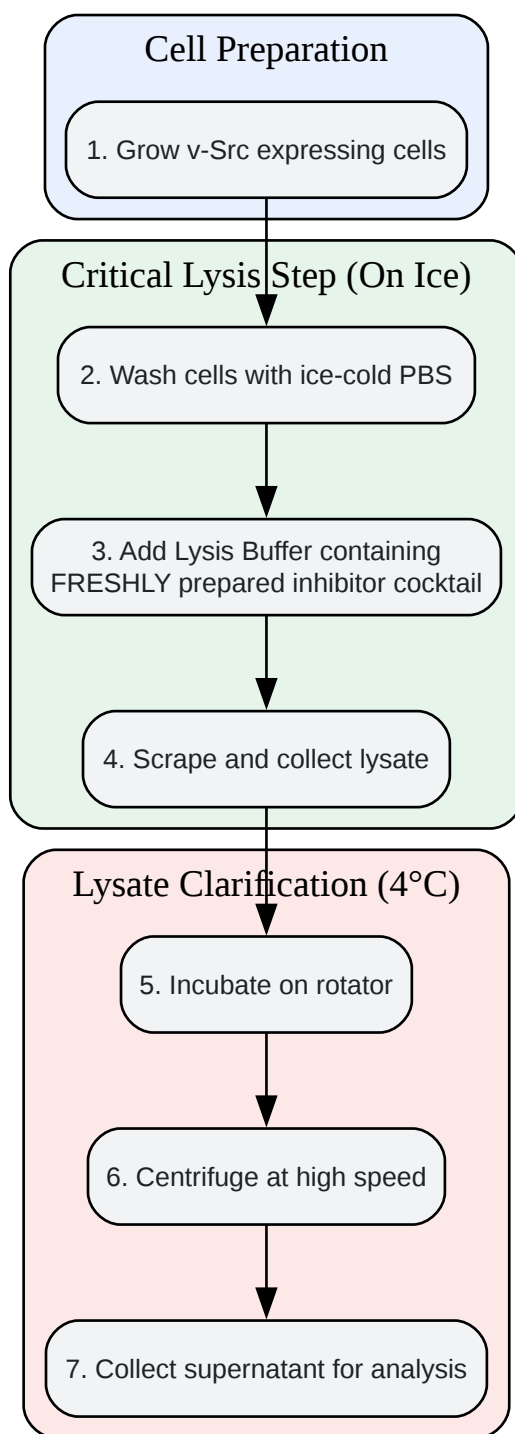 Cell Preparation
1. Grow v-Src expressing cells
Critical Lysis Step (On Ice)
2. Wash cells with ice-cold PBS
3. Add Lysis Buffer containing
FRESHLY prepared inhibitor cocktail
4. Scrape and collect lysate
Lysate Clarification (4°C)
5. Incubate on rotator
6. Centrifuge at high speed
7. Collect supernatant for analysis